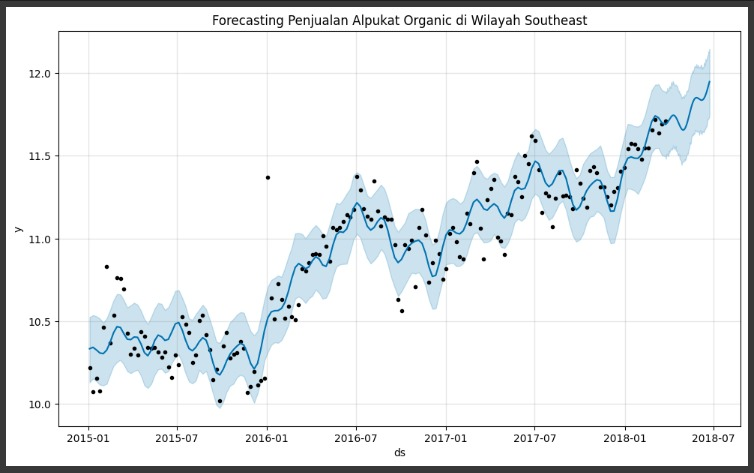 Forecasting Penjualan Alpukat Organic di Wilayah Southeast
12.0
11.5
11.0
10.5
10.0
y
2015-01 2015-07 2016-01 2016-07 2017-01 2017-07 2018-01 2018-07
ds